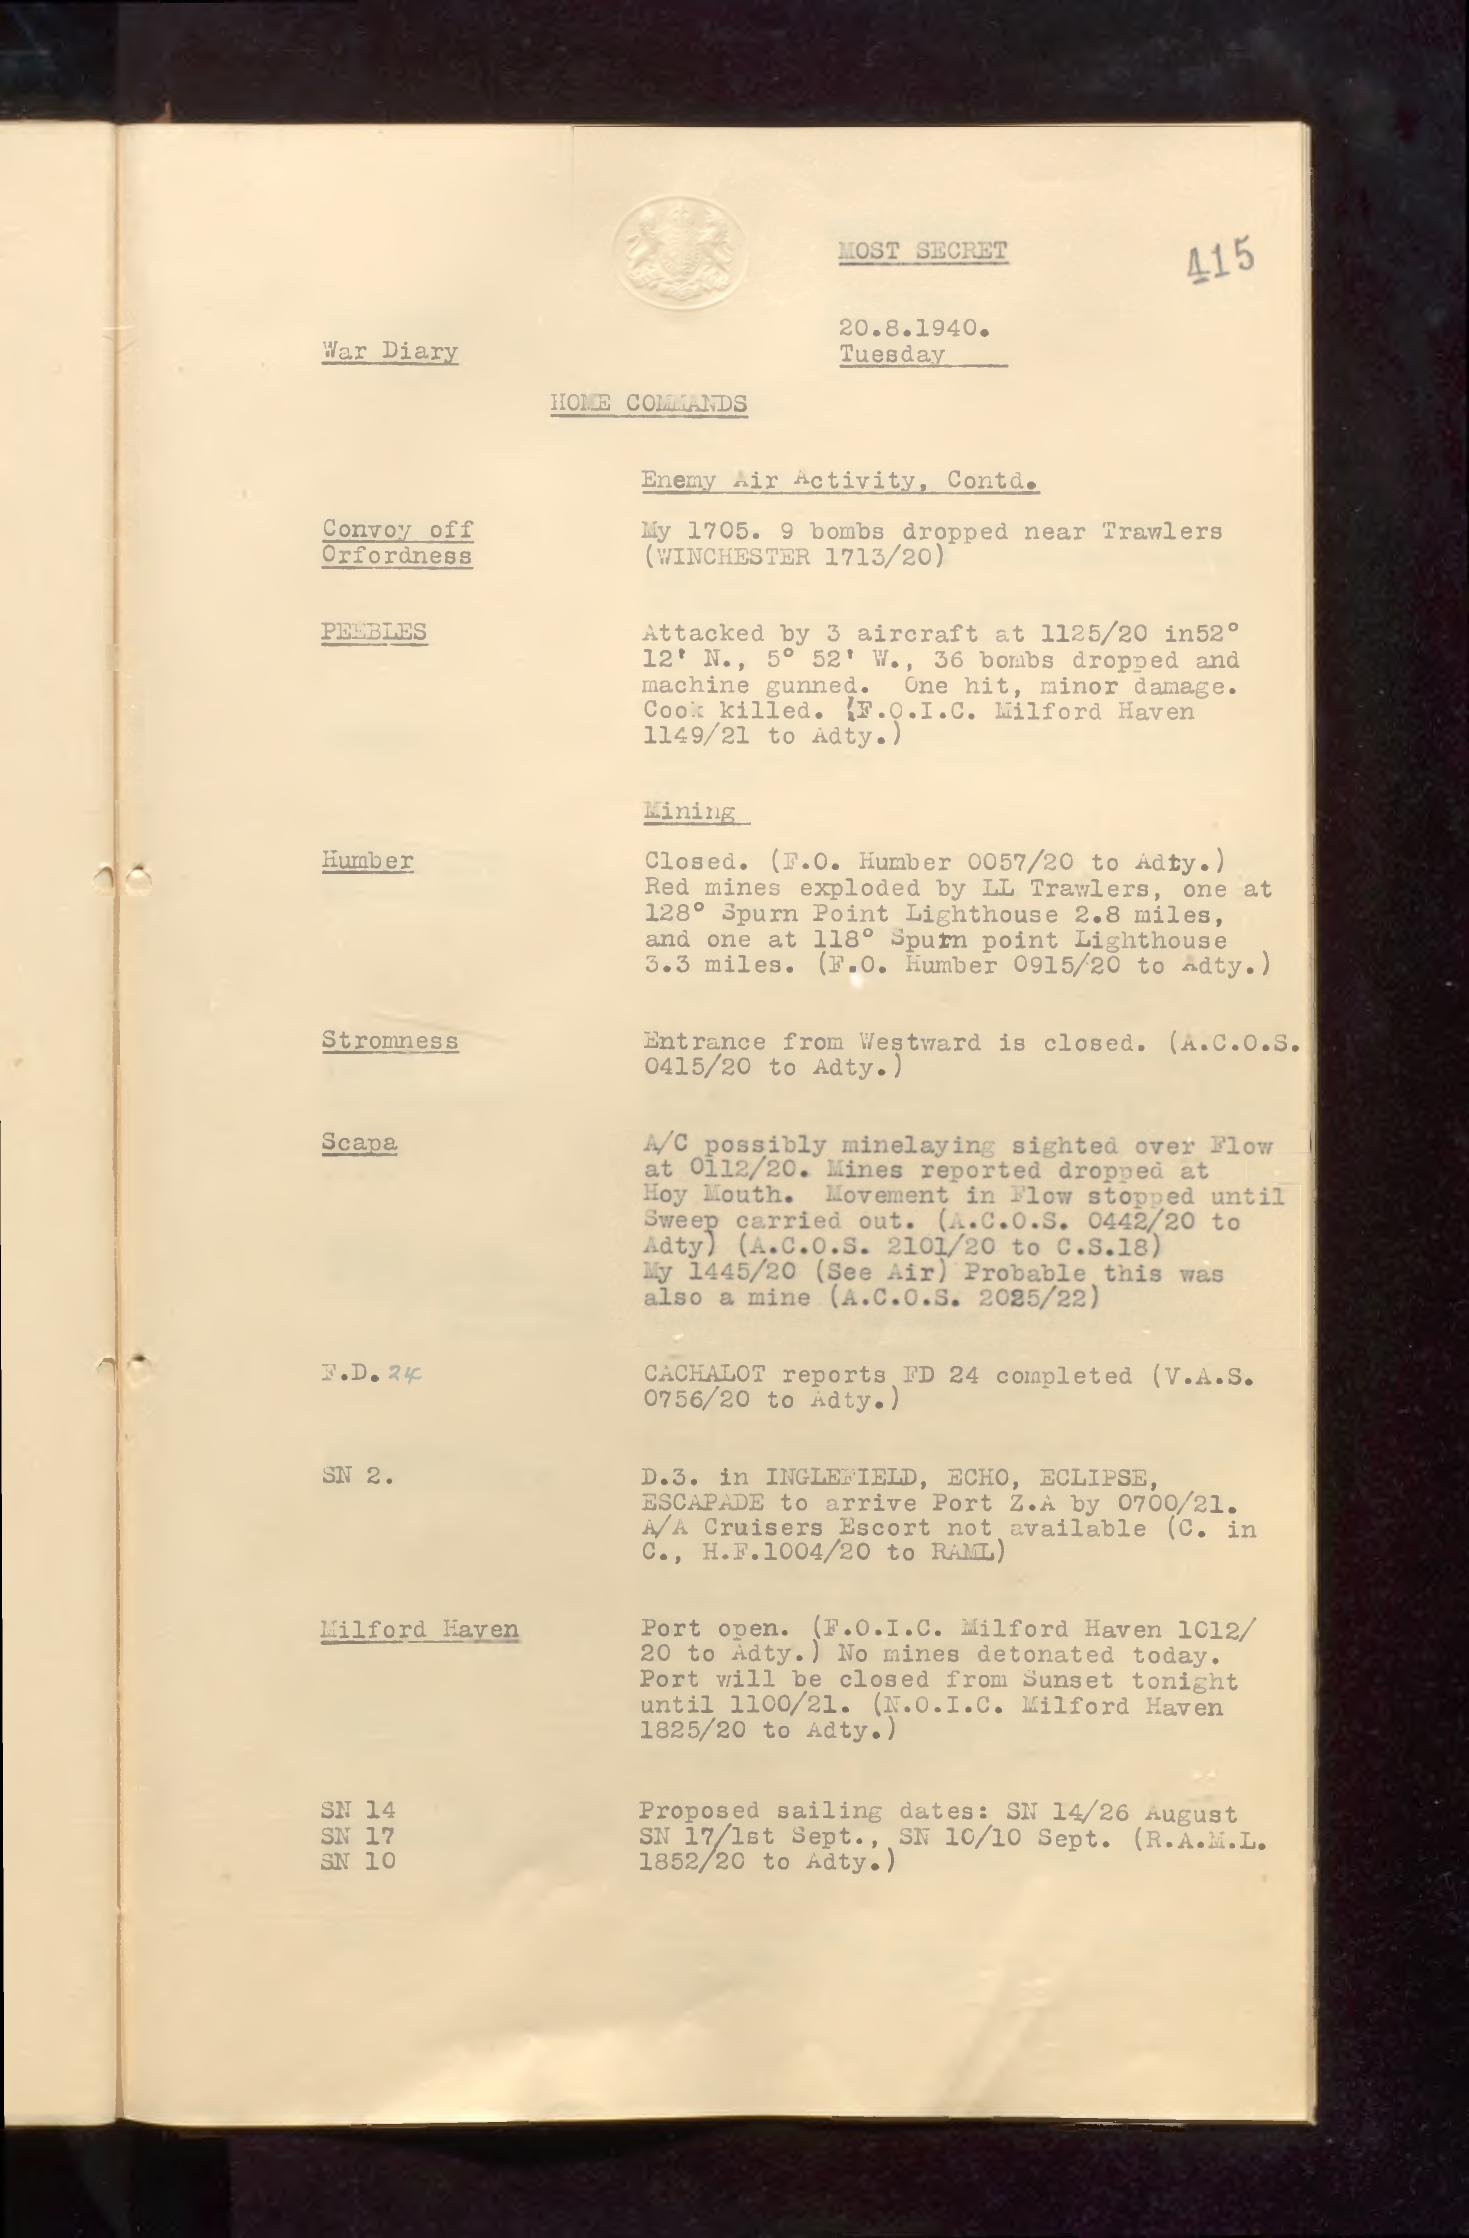 MOST SECRET
415
20.8.1940.
War Diary
Tuesday
HOME COMMANDS
Enemy Air Activity, Contd.
Convoy off My 1705. 9 bombs dropped near Trawlers
Orfordness (WINCHESTER 1713/20)
PEEBLES Attacked by 3 aircraft at 1125/20 in52°
12' N., 5° 52' W., 36 bombs dropped and
machine gunned. One hit, minor damage.
Cook killed. (F.O.I.C. Milford Haven
1149/21 to Adty.)
Mining
Humber Closed. (F.O. Humber 0057/20 to Adty.)
Red mines exploded by LL Trawlers, one at
128° Spurn Point Lighthouse 2.8 miles,
and one at 118° Spurn point Lighthouse
3.3 miles. (F.O. Humber 0915/20 to Adty.)
Stromness Entrance from Westward is closed. (A.C.O.S.
0415/20 to Adty.)
Scapa A/C possibly minelaying sighted over Flow
at 0112/20. Mines reported dropped at
Hoy Mouth. Movement in Flow stopped until
Sweep carried out. (A.C.O.S. 0442/20 to
Adty) (A.C.O.S. 2101/20 to C.S.18)
My 1445/20 (See Air) Probable this was
also a mine (A.C.O.S. 2025/22)
F.D. 24 CACHALOT reports FD 24 completed (V.A.S.
0756/20 to Adty.)
SN 2. D.3. in INGLEFIELD, ECHO, ECLIPSE,
ESCAPADE to arrive Port Z.A by 0700/21.
A/A Cruisers Escort not available (C. in
C., H.F.1004/20 to RAML)
Milford Haven Port open. (F.O.I.C. Milford Haven 1012/
20 to Adty.) No mines detonated today.
Port will be closed from Sunset tonight
until 1100/21. (N.O.I.C. Milford Haven
1825/20 to Adty.)
SN 14 Proposed sailing dates: SN 14/26 August
SN 17 SN 17/1st Sept., SN 10/10 Sept. (R.A.M.L.
SN 10 1852/20 to Adty.)